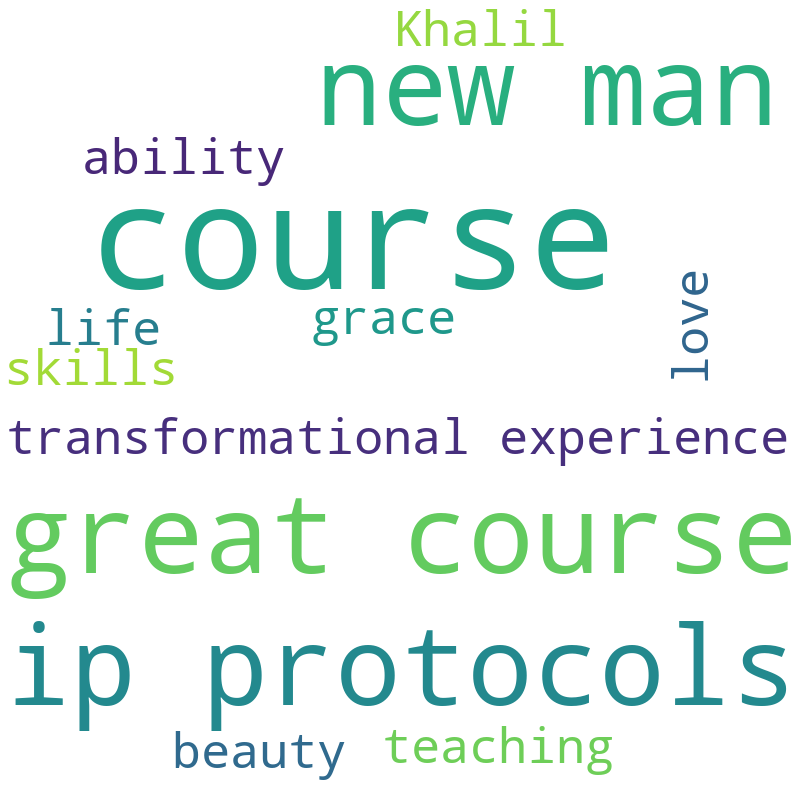 Khalil
new man
ability
course
love
life
grace
skills
transformational experience
great course
ip protocols
beauty
teaching